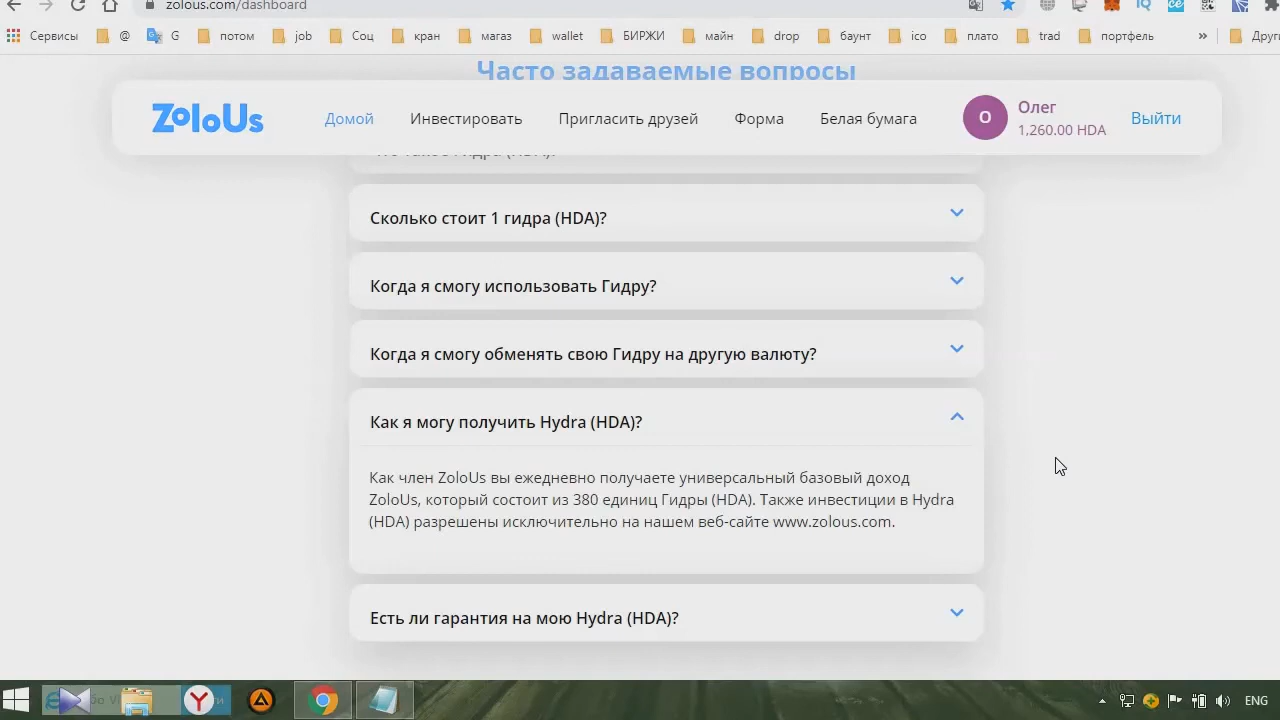 zolous.com/dashboard
Сервисы @ G потом job Соц кран магаз wallet БИРЖИ майн drop баунт ico плато trad портфель » Други
Часто задаваемые вопросы
ZoloUs Домой Инвестировать Пригласить друзей Форма Белая бумага О Олег 1,260.00 HDA Выйти
Сколько стоит 1 гидра (HDA)?
Когда я смогу использовать Гидру?
Когда я смогу обменять свою Гидру на другую валюту?
Как я могу получить Hydra (HDA)?
Как член ZoloUs вы ежедневно получаете универсальный базовый доход
ZoloUs, который состоит из 380 единиц Гидры (HDA). Также инвестиции в Hydra
(HDA) разрешены исключительно на нашем веб-сайте www.zolous.com.
Есть ли гарантия на мою Hydra (HDA)?
ENG